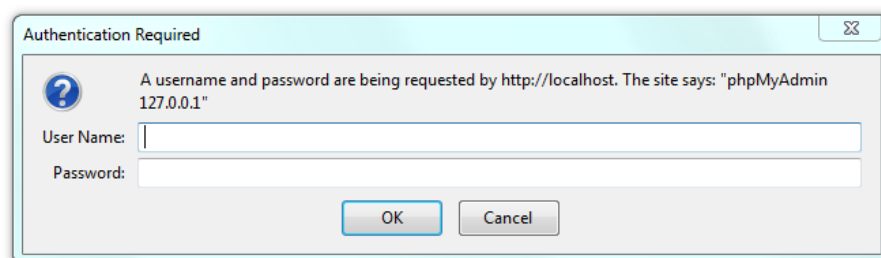 Authentication Required
A username and password are being requested by http://localhost. The site says: "phpMyAdmin
127.0.0.1"
User Name:
Password:
OK
Cancel